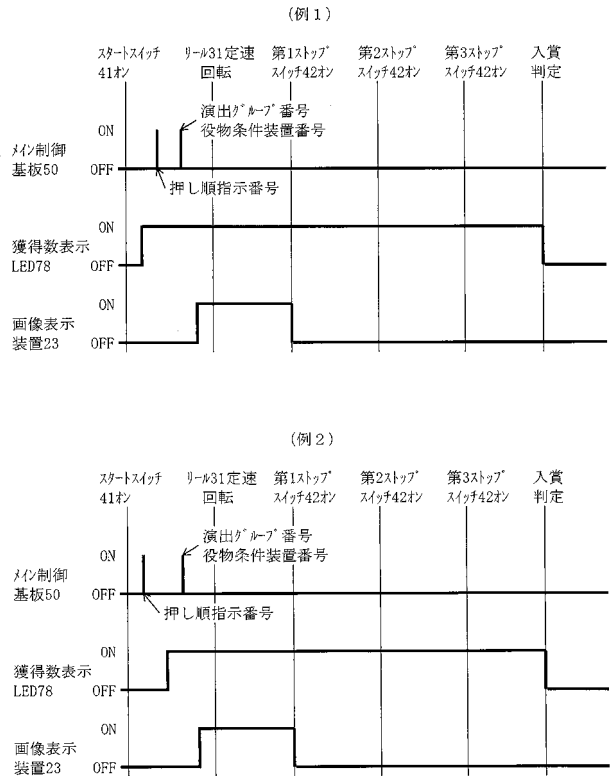 (例1)
スタートスイッチ リール31定速 第1ストップ 第2ストップ 第3ストップ 入賞
41オン 回転 スイッチ42オン スイッチ42オン スイッチ42オン 判定
演出グループ番号
ON 役物条件装置番号
メイン制御
基板50 OFF
押し順指示番号
ON
獲得数表示
LED78 OFF
ON
画像表示
装置23 OFF
(例2)
スタートスイッチ リール31定速 第1ストップ 第2ストップ 第3ストップ 入賞
41オン 回転 スイッチ42オン スイッチ42オン スイッチ42オン 判定
演出グループ番号
ON 役物条件装置番号
メイン制御
基板50 OFF
押し順指示番号
ON
獲得数表示
LED78 OFF
ON
画像表示
装置23 OFF